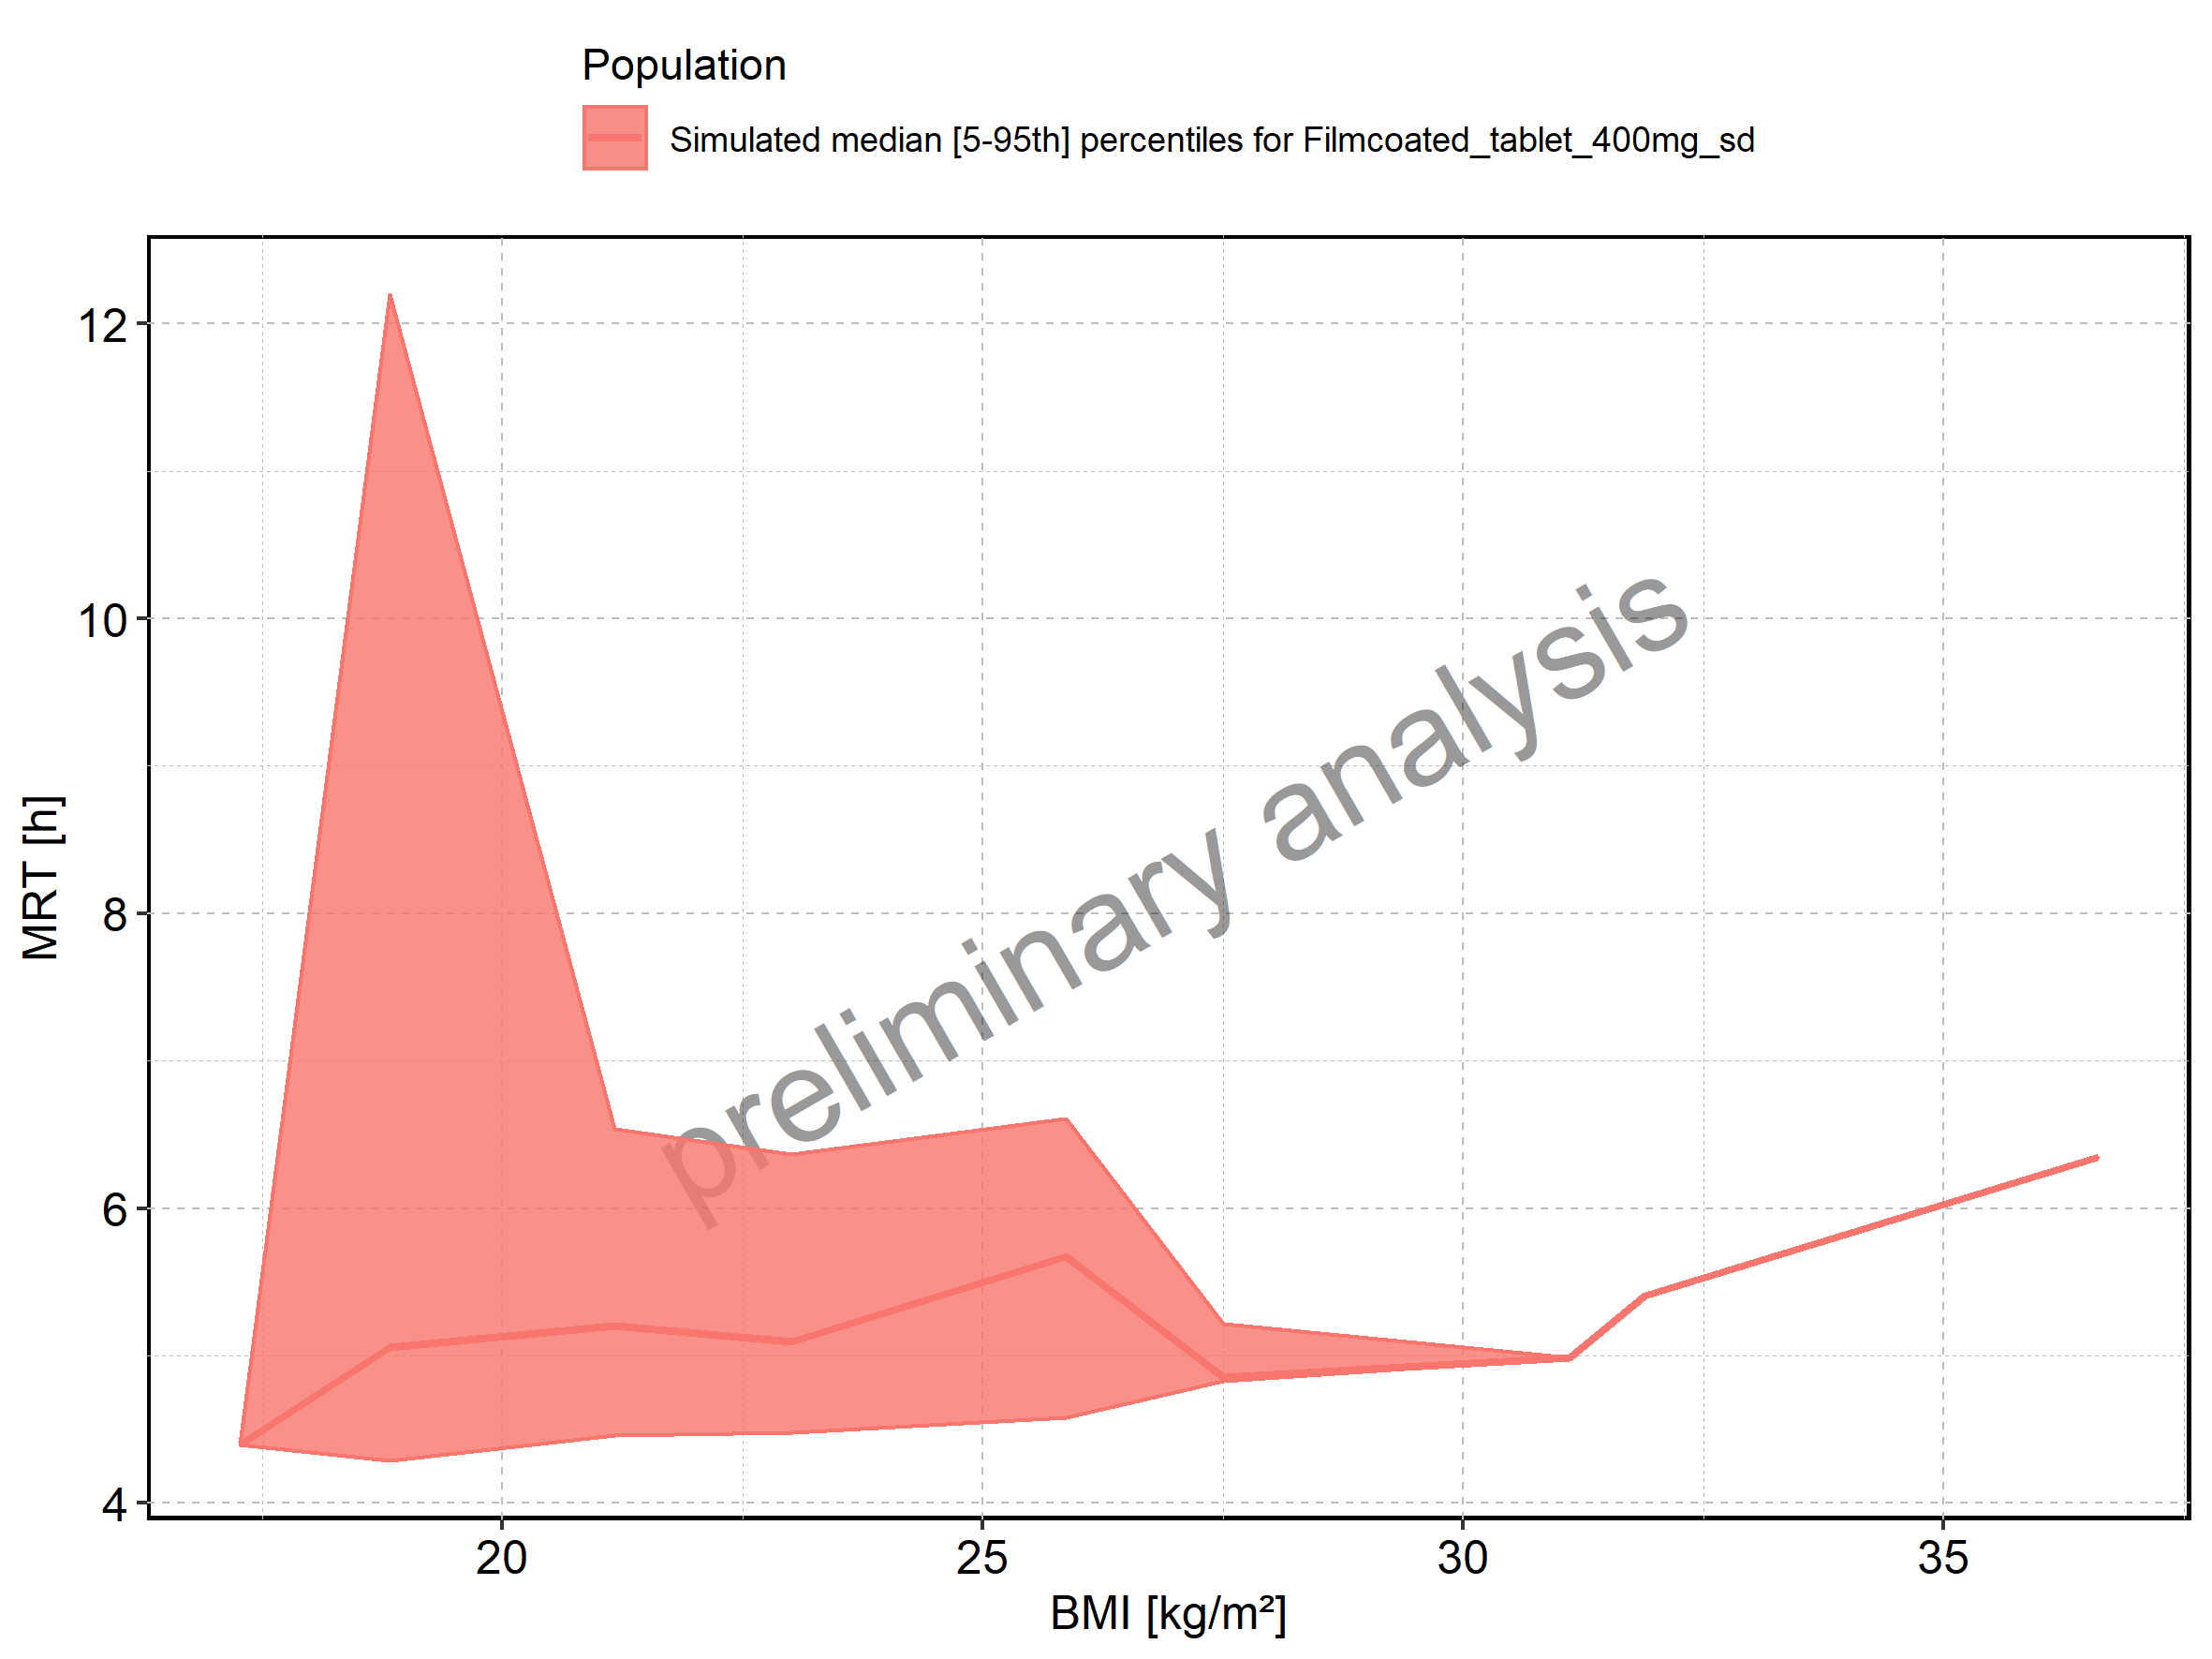 Population
Simulated median [5-95th] percentiles for Filmcoated_tablet_400mg_sd
12
10
8
6
4
MRT [h]
preliminary analysis
20
25
30
35
BMI [kg/m²]